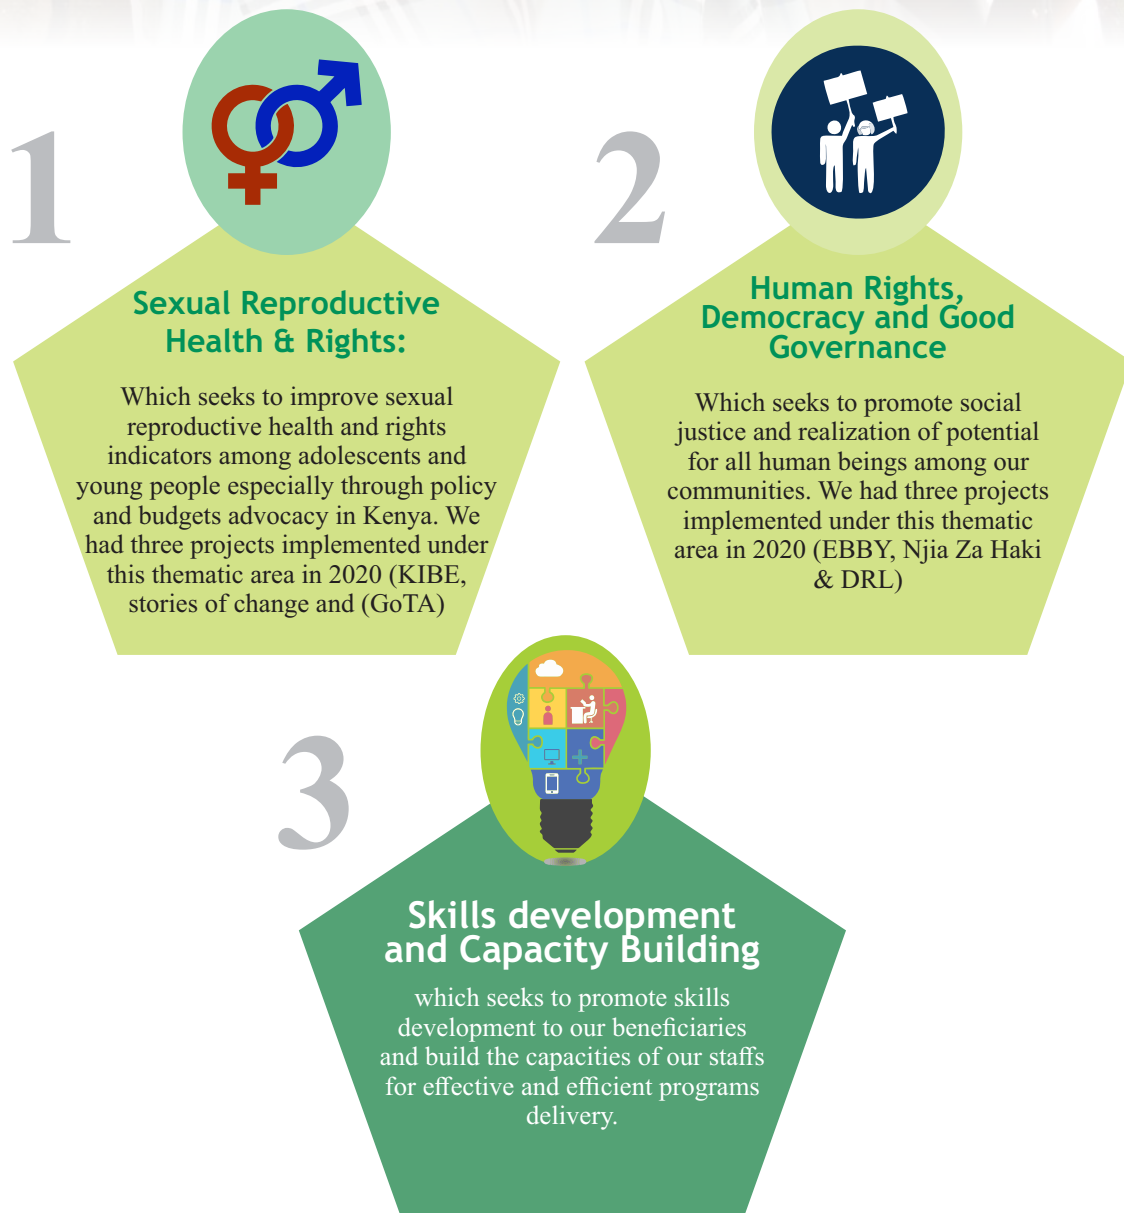 1
Sexual Reproductive
Health & Rights:
Which seeks to improve sexual
reproductive health and rights
indicators among adolescents and
young people especially through policy
and budgets advocacy in Kenya. We
had three projects implemented under
this thematic area in 2020 (KIBE,
stories of change and (GoTA)
2
Human Rights,
Democracy and Good
Governance
Which seeks to promote social
justice and realization of potential
for all human beings among our
communities. We had three projects
implemented under this thematic
area in 2020 (EBBY, Njia Za Haki
& DRL)
3
Skills development
and Capacity Building
which seeks to promote skills
development to our beneficiaries
and build the capacities of our staffs
for effective and efficient programs
delivery.